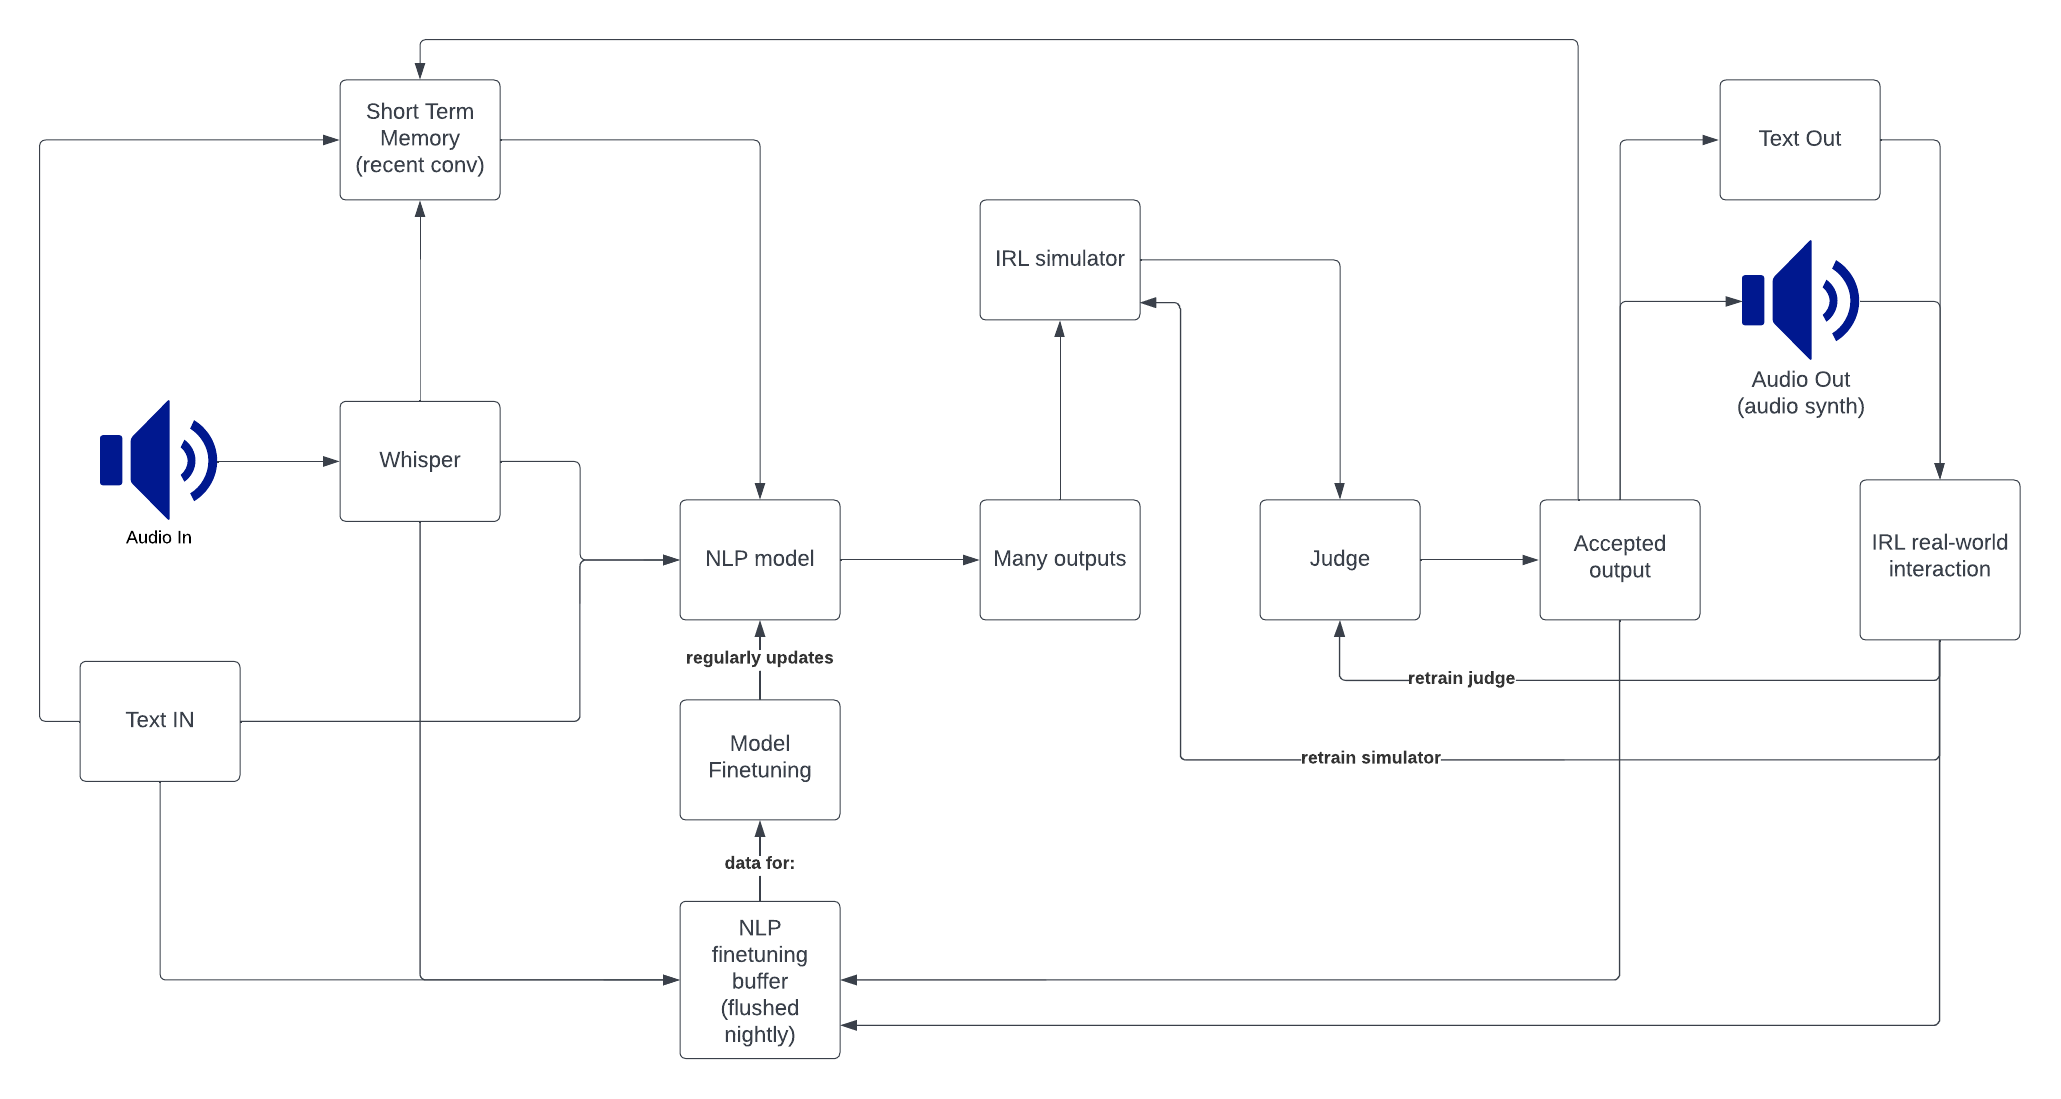 Short Term
Memory
(recent conv)
Text Out
IRL simulator
Audio Out
(audio synth)
Whisper
Audio In
NLP model
Many outputs
Judge
Accepted
output
IRL real-world
interaction
regularly updates
retrain judge
Text IN
Model
Finetuning
retrain simulator
data for:
NLP
finetuning
buffer
(flushed
nightly)